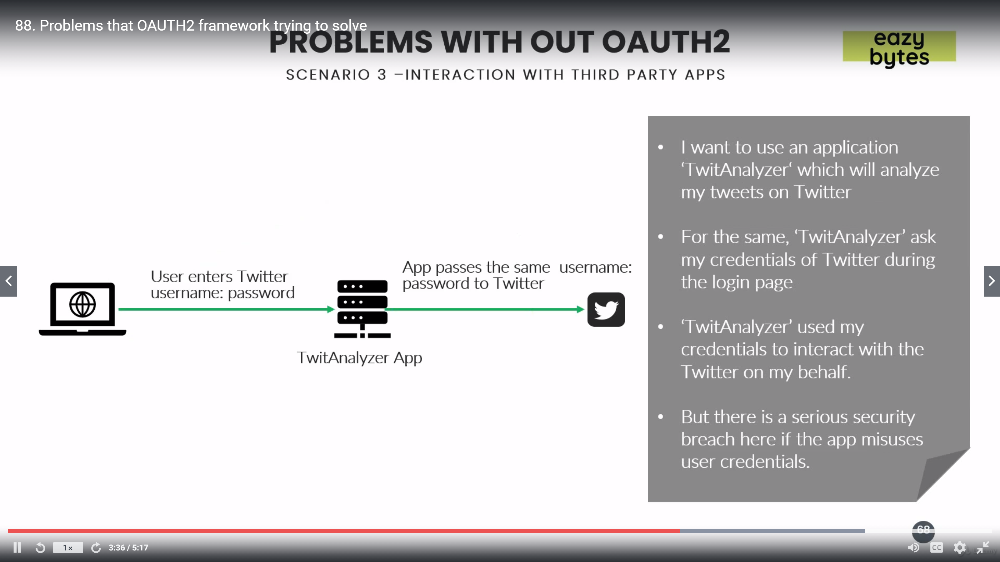 88. Problems that OAUTH2 framework trying to solve
PROBLEMS WITH OUT OAUTH2
SCENARIO 3 –INTERACTION WITH THIRD PARTY APPS
eazy
bytes
User enters Twitter
username: password
App passes the same  username:
password to Twitter
TwitAnalyzer App
• I want to use an application
‘TwitAnalyzer‘ which will analyze
my tweets on Twitter
• For the same, ‘TwitAnalyzer’ ask
my credentials of Twitter during
the login page
• ‘TwitAnalyzer’ used my
credentials to interact with the
Twitter on my behalf.
• But there is a serious security
breach here if the app misuses
user credentials.
68
1×
3:36 / 5:17
CC